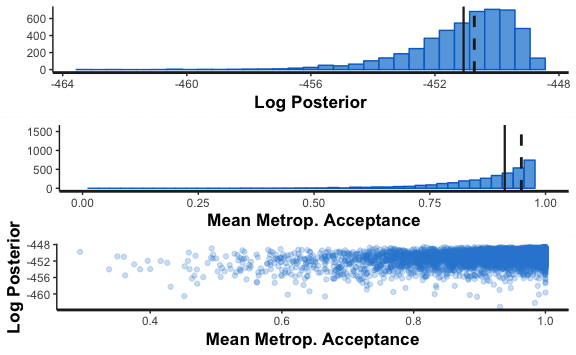 600
400
200
0
-464 -460 -456 -452 -448
Log Posterior
1500
1000
500
0
0.00 0.25 0.50 0.75 1.00
Mean Metrop. Acceptance
Log Posterior
-448
-452
-456
-460
0.4 0.6 0.8 1.0
Mean Metrop. Acceptance